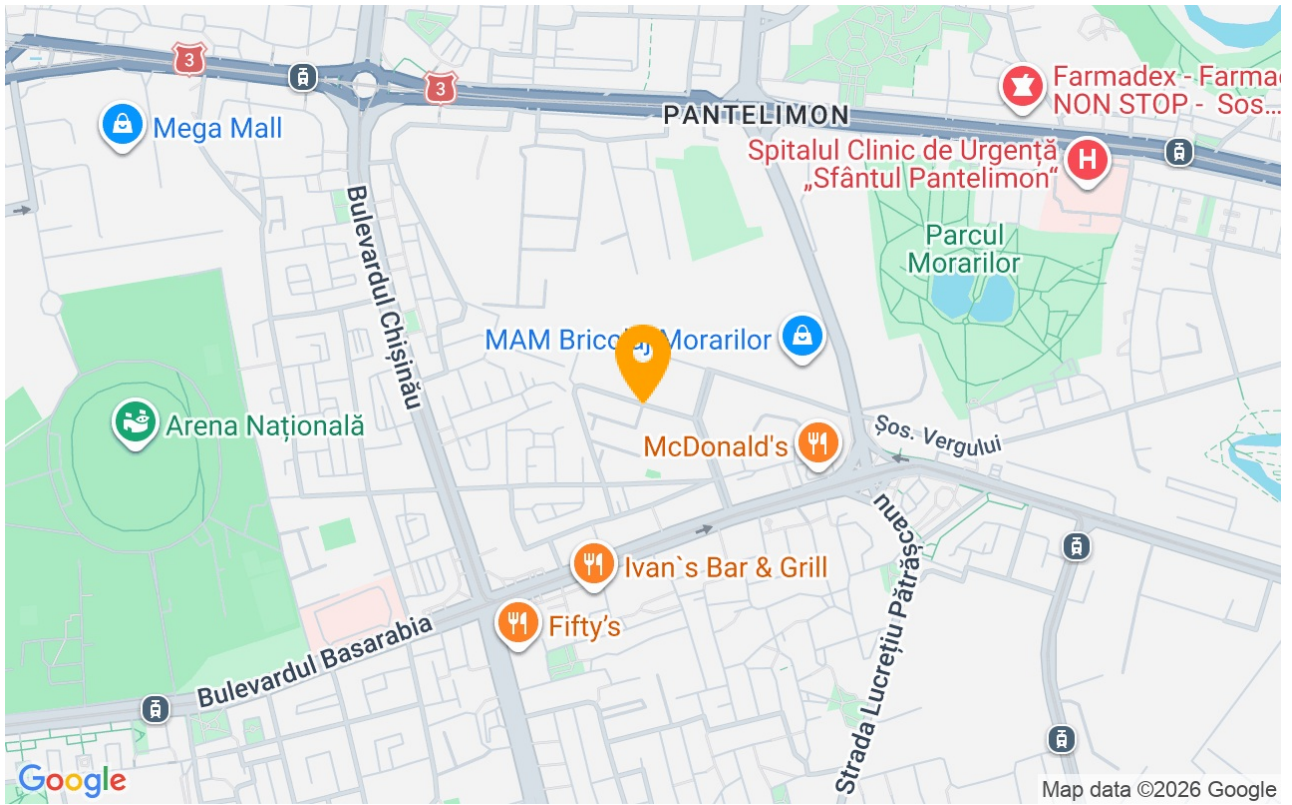 3
3
PANTELIMON
Farmadex - Farmac
NON STOP - Sos...
Mega Mall
Spitalul Clinic de Urgență
„Sfântul Pantelimon“
H
Bulevardul Chișinău
Parcul
Morarilor
MAM Bricolaj Morarilor
Arena Națională
McDonald's
Șos. Vergului
Ivan`s Bar & Grill
Fifty’s
Strada Lucrețiu Pătrășcanu
Bulevardul Basarabia
Google
Map data ©2026 Google